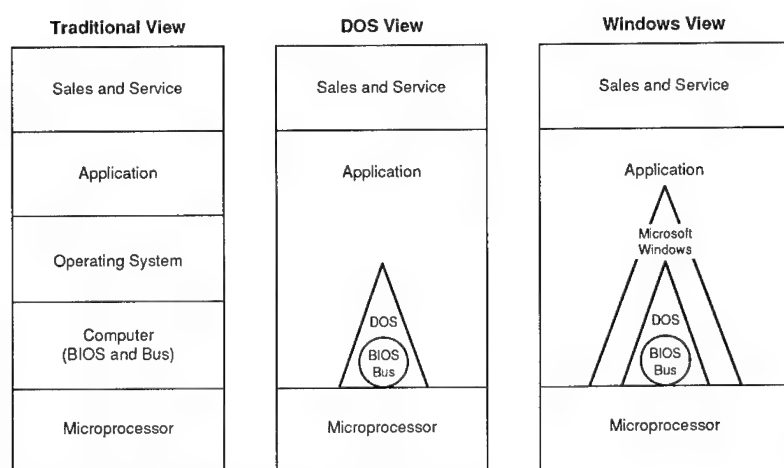 Traditional View
Sales and Service
Application
Operating System
Computer
(BIOS and Bus)
Microprocessor
DOS View
Sales and Service
Application
DOS
BIOS
Bus
Microprocessor
Windows View
Sales and Service
Application
Microsoft
Windows
DOS
BIOS
Bus
Microprocessor